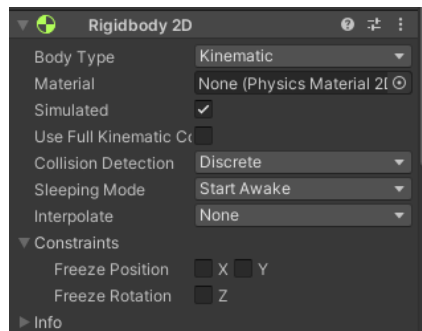 Rigidbody 2D
Body Type Kinematic
Material None (Physics Material 2
Simulated
Use Full Kinematic Co
Collision Detection Discrete
Sleeping Mode Start Awake
Interpolate None
Constraints
Freeze Position X Y
Freeze Rotation Z
Info